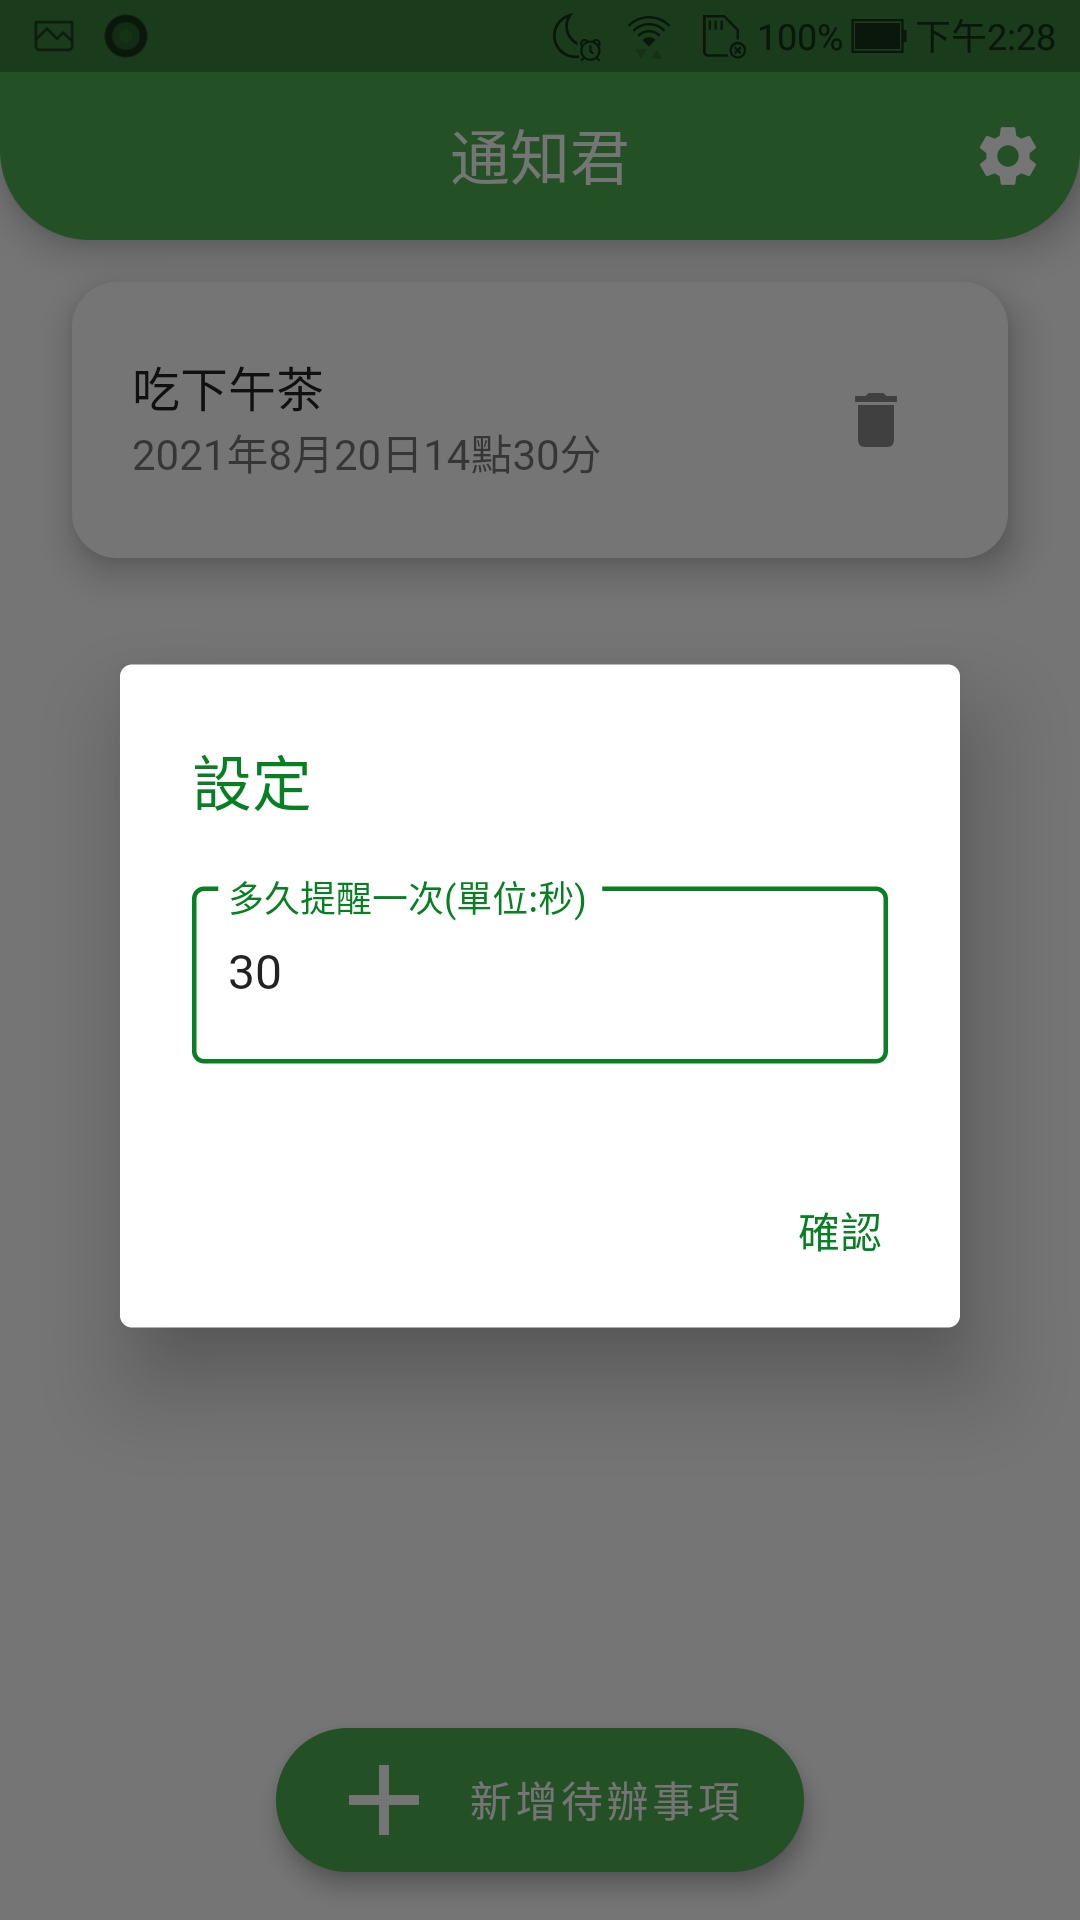 100% 下午2:28
通知君
吃下午茶
2021年8月20日14點30分
設定
多久提醒一次(單位:秒)
30
確認
新增待辦事項